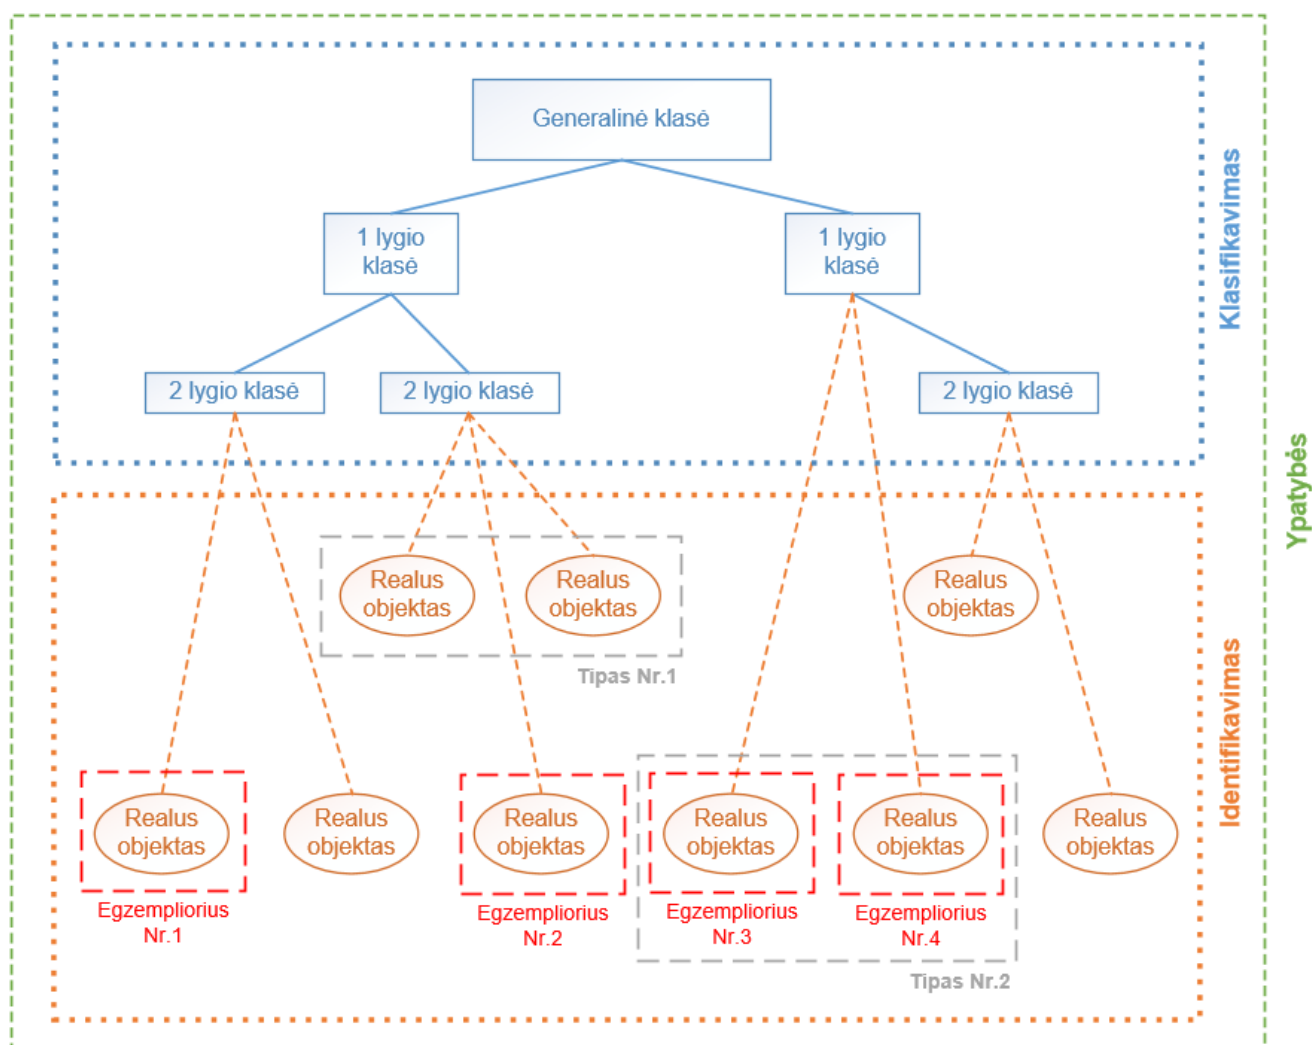 Generalinė klasė
1 lygio
klasė
1 lygio
klasė
2 lygio klasė
2 lygio klasė
2 lygio klasė
Klasifikavimas
Ypatybės
Realus
objektas
Realus
objektas
Realus
objektas
Tipas Nr.1
Identifikavimas
Realus
objektas
Realus
objektas
Realus
objektas
Realus
objektas
Realus
objektas
Realus
objektas
Egzempliorius
Nr.1
Egzempliorius
Nr.2
Egzempliorius
Nr.3
Egzempliorius
Nr.4
Tipas Nr.2